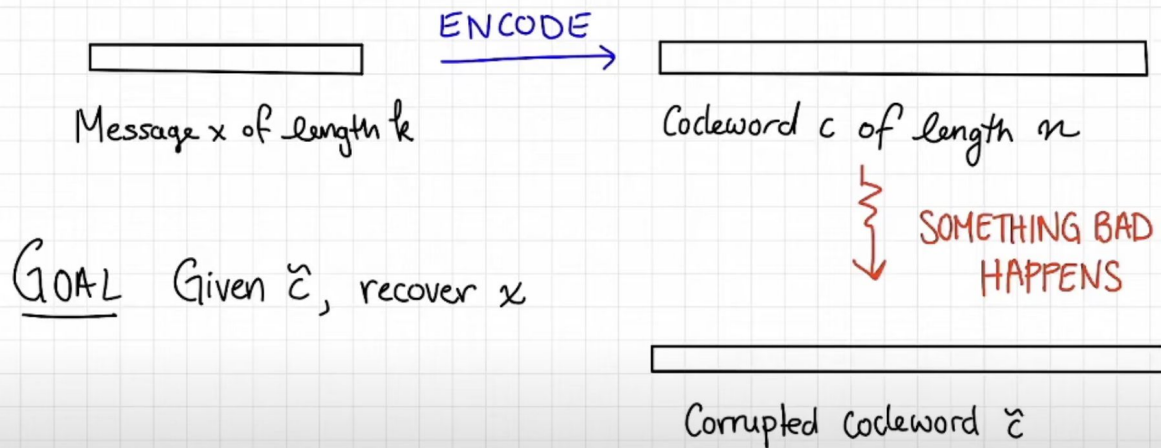 ENCODE
Message x of length k
Codeword c of length n
SOMETHING BAD
HAPPENS
GOAL Given c̃, recover x
Corrupted codeword c̃